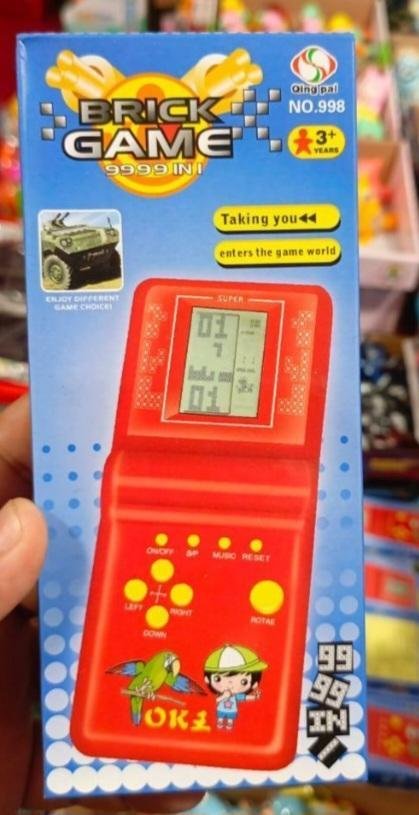 Qing pai
NO.998
3+
YEARS
BRICK
GAME
9999 IN 1
Taking you
enters the game world
ENJOY DIFFERENT
GAME CHOICE!
SUPER
01
01
ON/OFF S/P MUSIC RESET
LEFT RIGHT
DOWN
ROTAE
OK
99
99
IN
1